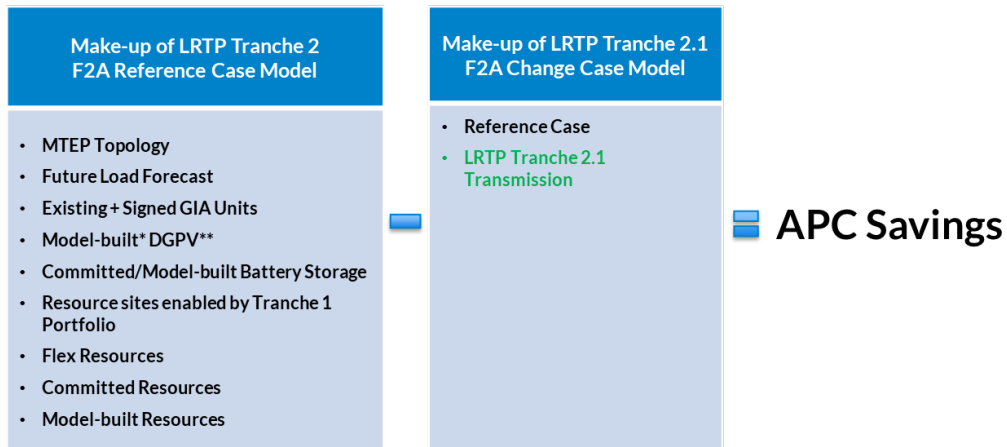 Make-up of LRTP Tranche 2
F2A Reference Case Model
• MTEP Topology
• Future Load Forecast
• Existing + Signed GIA Units
• Model-built* DGPV**
• Committed/Model-built Battery Storage
• Resource sites enabled by Tranche 1
Portfolio
• Flex Resources
• Committed Resources
• Model-built Resources
Make-up of LRTP Tranche 2.1
F2A Change Case Model
• Reference Case
• LRTP Tranche 2.1
Transmission
APC Savings